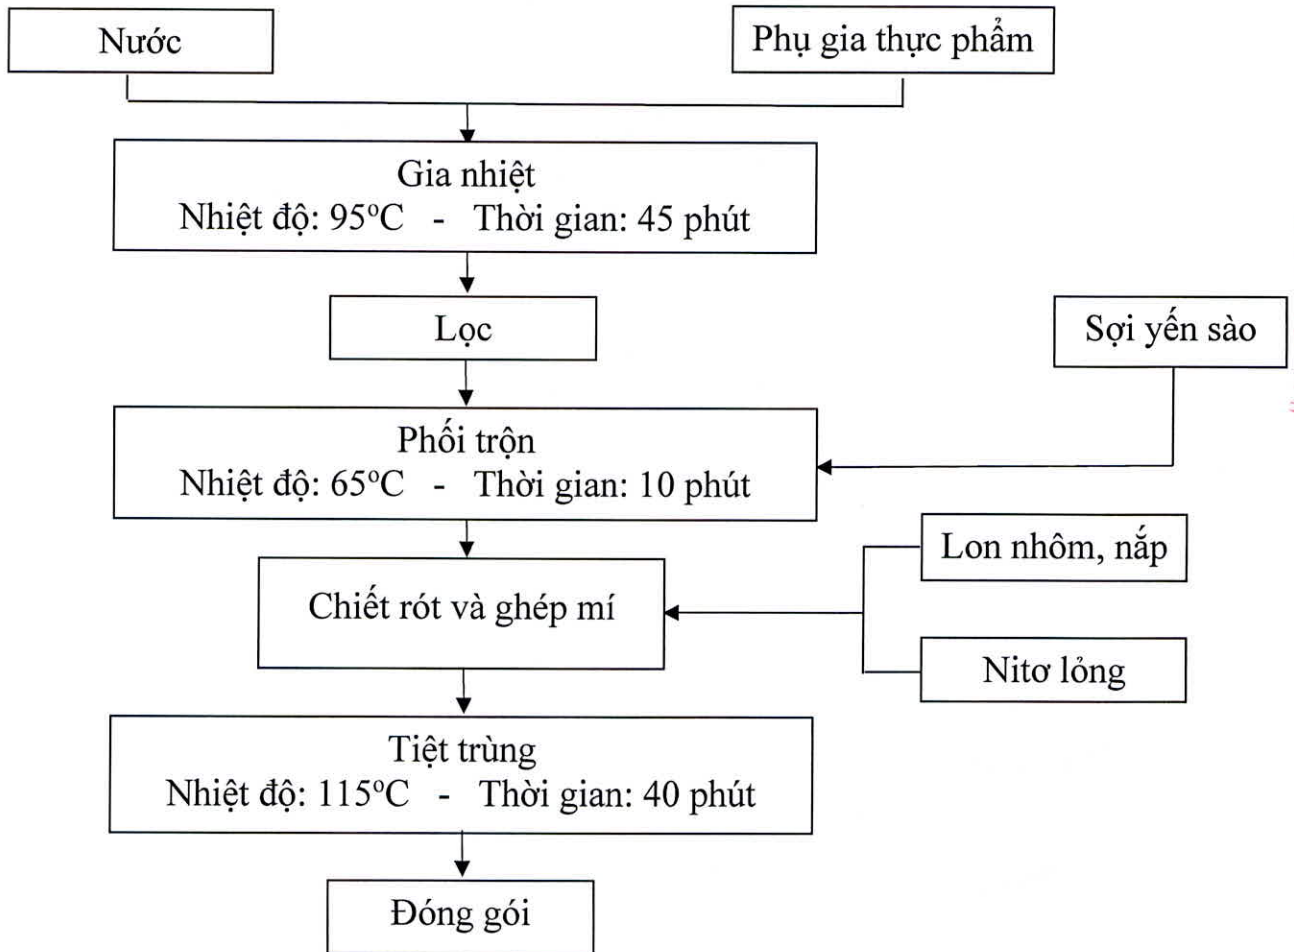 Nước
Phụ gia thực phẩm
Gia nhiệt
Nhiệt độ: 95°C - Thời gian: 45 phút
Lọc
Sợi yến sào
Phối trộn
Nhiệt độ: 65°C - Thời gian: 10 phút
Lon nhôm, nắp
Chiết rót và ghép mí
Nitơ lỏng
Tiệt trùng
Nhiệt độ: 115°C - Thời gian: 40 phút
Đóng gói